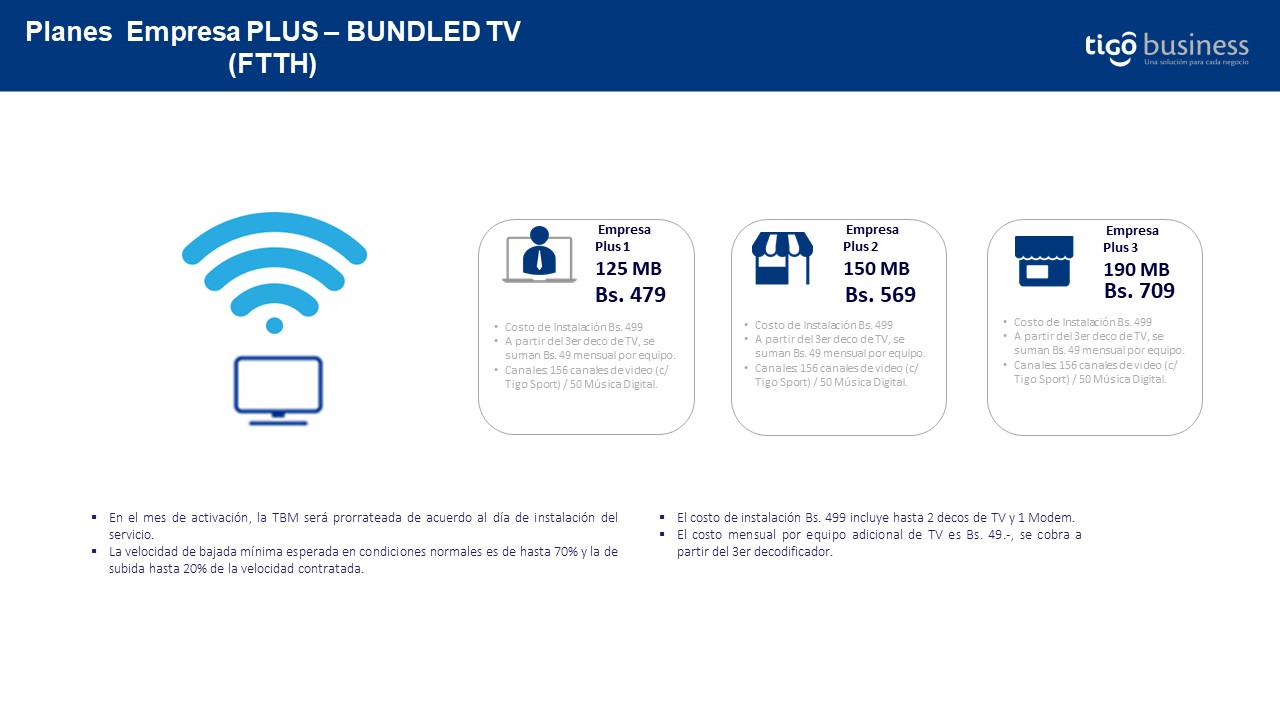 Planes  Empresa PLUS – BUNDLED TV
(FTTH)
tigo business
Una solución para cada negocio
Empresa
Plus 1
125 MB
Bs. 479
• Costo de Instalación Bs. 499
• A partir del 3er deco de TV, se
suman Bs. 49 mensual por equipo.
• Canales: 156 canales de video (c/
Tigo Sport) / 50 Música Digital.
Empresa
Plus 2
150 MB
Bs. 569
• Costo de Instalación Bs. 499
• A partir del 3er deco de TV, se
suman Bs. 49 mensual por equipo.
• Canales: 156 canales de video (c/
Tigo Sport) / 50 Música Digital.
Empresa
Plus 3
190 MB
Bs. 709
• Costo de Instalación Bs. 499
• A partir del 3er deco de TV, se
suman Bs. 49 mensual por equipo.
• Canales: 156 canales de video (c/
Tigo Sport) / 50 Música Digital.
▪ En el mes de activación, la TBM será prorrateada de acuerdo al día de instalación del
servicio.
▪ La velocidad de bajada mínima esperada en condiciones normales es de hasta 70% y la de
subida hasta 20% de la velocidad contratada.
▪ El costo de instalación Bs. 499 incluye hasta 2 decos de TV y 1 Modem.
▪ El costo mensual por equipo adicional de TV es Bs. 49.-, se cobra a
partir del 3er decodificador.